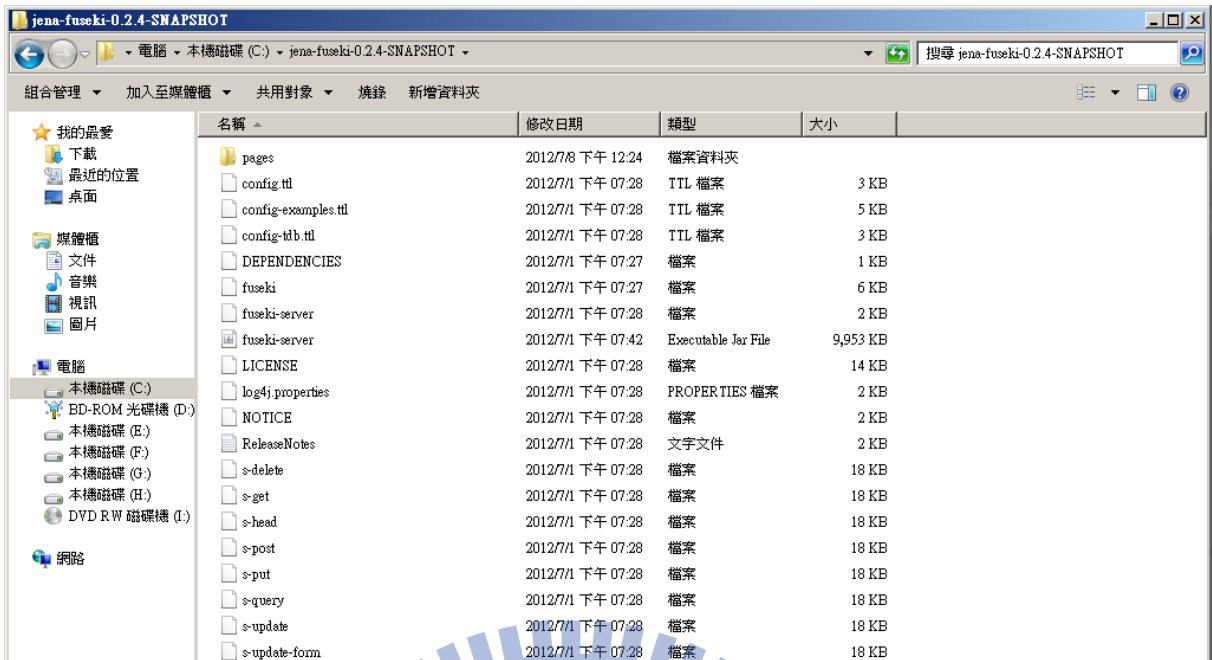 jena-fuseki-0.2.4-SNAPSHOT
電腦 本機磁碟 (C:) jena-fuseki-0.2.4-SNAPSHOT 搜尋 jena-fuseki-0.2.4-SNAPSHOT
組合管理 加入至媒體櫃 共用對象 燒錄 新增資料夾
我的最愛
下載
最近的位置
桌面
媒體櫃
文件
音樂
視訊
圖片
電腦
本機磁碟 (C:)
BD-ROM 光碟機 (D:)
本機磁碟 (E:)
本機磁碟 (F:)
本機磁碟 (G:)
本機磁碟 (H:)
DVD RW 磁碟機 (I:)
網路
名稱 修改日期 類型 大小
pages 2012/7/8 下午 12:24 檔案資料夾
config.ttl 2012/7/1 下午 07:28 TTL 檔案 3 KB
config-examples.ttl 2012/7/1 下午 07:28 TTL 檔案 5 KB
config-tdb.ttl 2012/7/1 下午 07:28 TTL 檔案 3 KB
DEPENDENCIES 2012/7/1 下午 07:27 檔案 1 KB
fuseki 2012/7/1 下午 07:27 檔案 6 KB
fuseki-server 2012/7/1 下午 07:28 檔案 2 KB
fuseki-server 2012/7/1 下午 07:42 Executable Jar File 9,953 KB
LICENSE 2012/7/1 下午 07:28 檔案 14 KB
log4j.properties 2012/7/1 下午 07:28 PROPERTIES 檔案 2 KB
NOTICE 2012/7/1 下午 07:28 檔案 2 KB
ReleaseNotes 2012/7/1 下午 07:28 文字文件 2 KB
s-delete 2012/7/1 下午 07:28 檔案 18 KB
s-get 2012/7/1 下午 07:28 檔案 18 KB
s-head 2012/7/1 下午 07:28 檔案 18 KB
s-post 2012/7/1 下午 07:28 檔案 18 KB
s-put 2012/7/1 下午 07:28 檔案 18 KB
s-query 2012/7/1 下午 07:28 檔案 18 KB
s-update 2012/7/1 下午 07:28 檔案 18 KB
s-update-form 2012/7/1 下午 07:28 檔案 18 KB